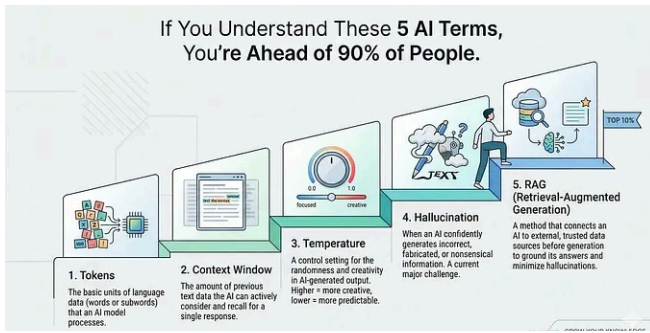 If You Understand These 5 AI Terms,
You're Ahead of 90% of People.
TOP 10%
0.0
1.0
focused
creative
TEXT
1. Tokens
The basic units of language
data (words or subwords)
that an AI model
processes.
2. Context Window
The amount of previous
text data the AI can actively
consider and recall for a
single response.
3. Temperature
A control setting for the
randomness and creativity
in AI-generated output.
Higher = more creative,
lower = more predictable.
4. Hallucination
When an AI confidently
generates incorrect,
fabricated, or nonsensical
information. A current
major challenge.
5. RAG
(Retrieval-Augmented
Generation)
A method that connects an
AI to external, trusted data
sources before generation
to ground its answers and
minimize hallucinations.